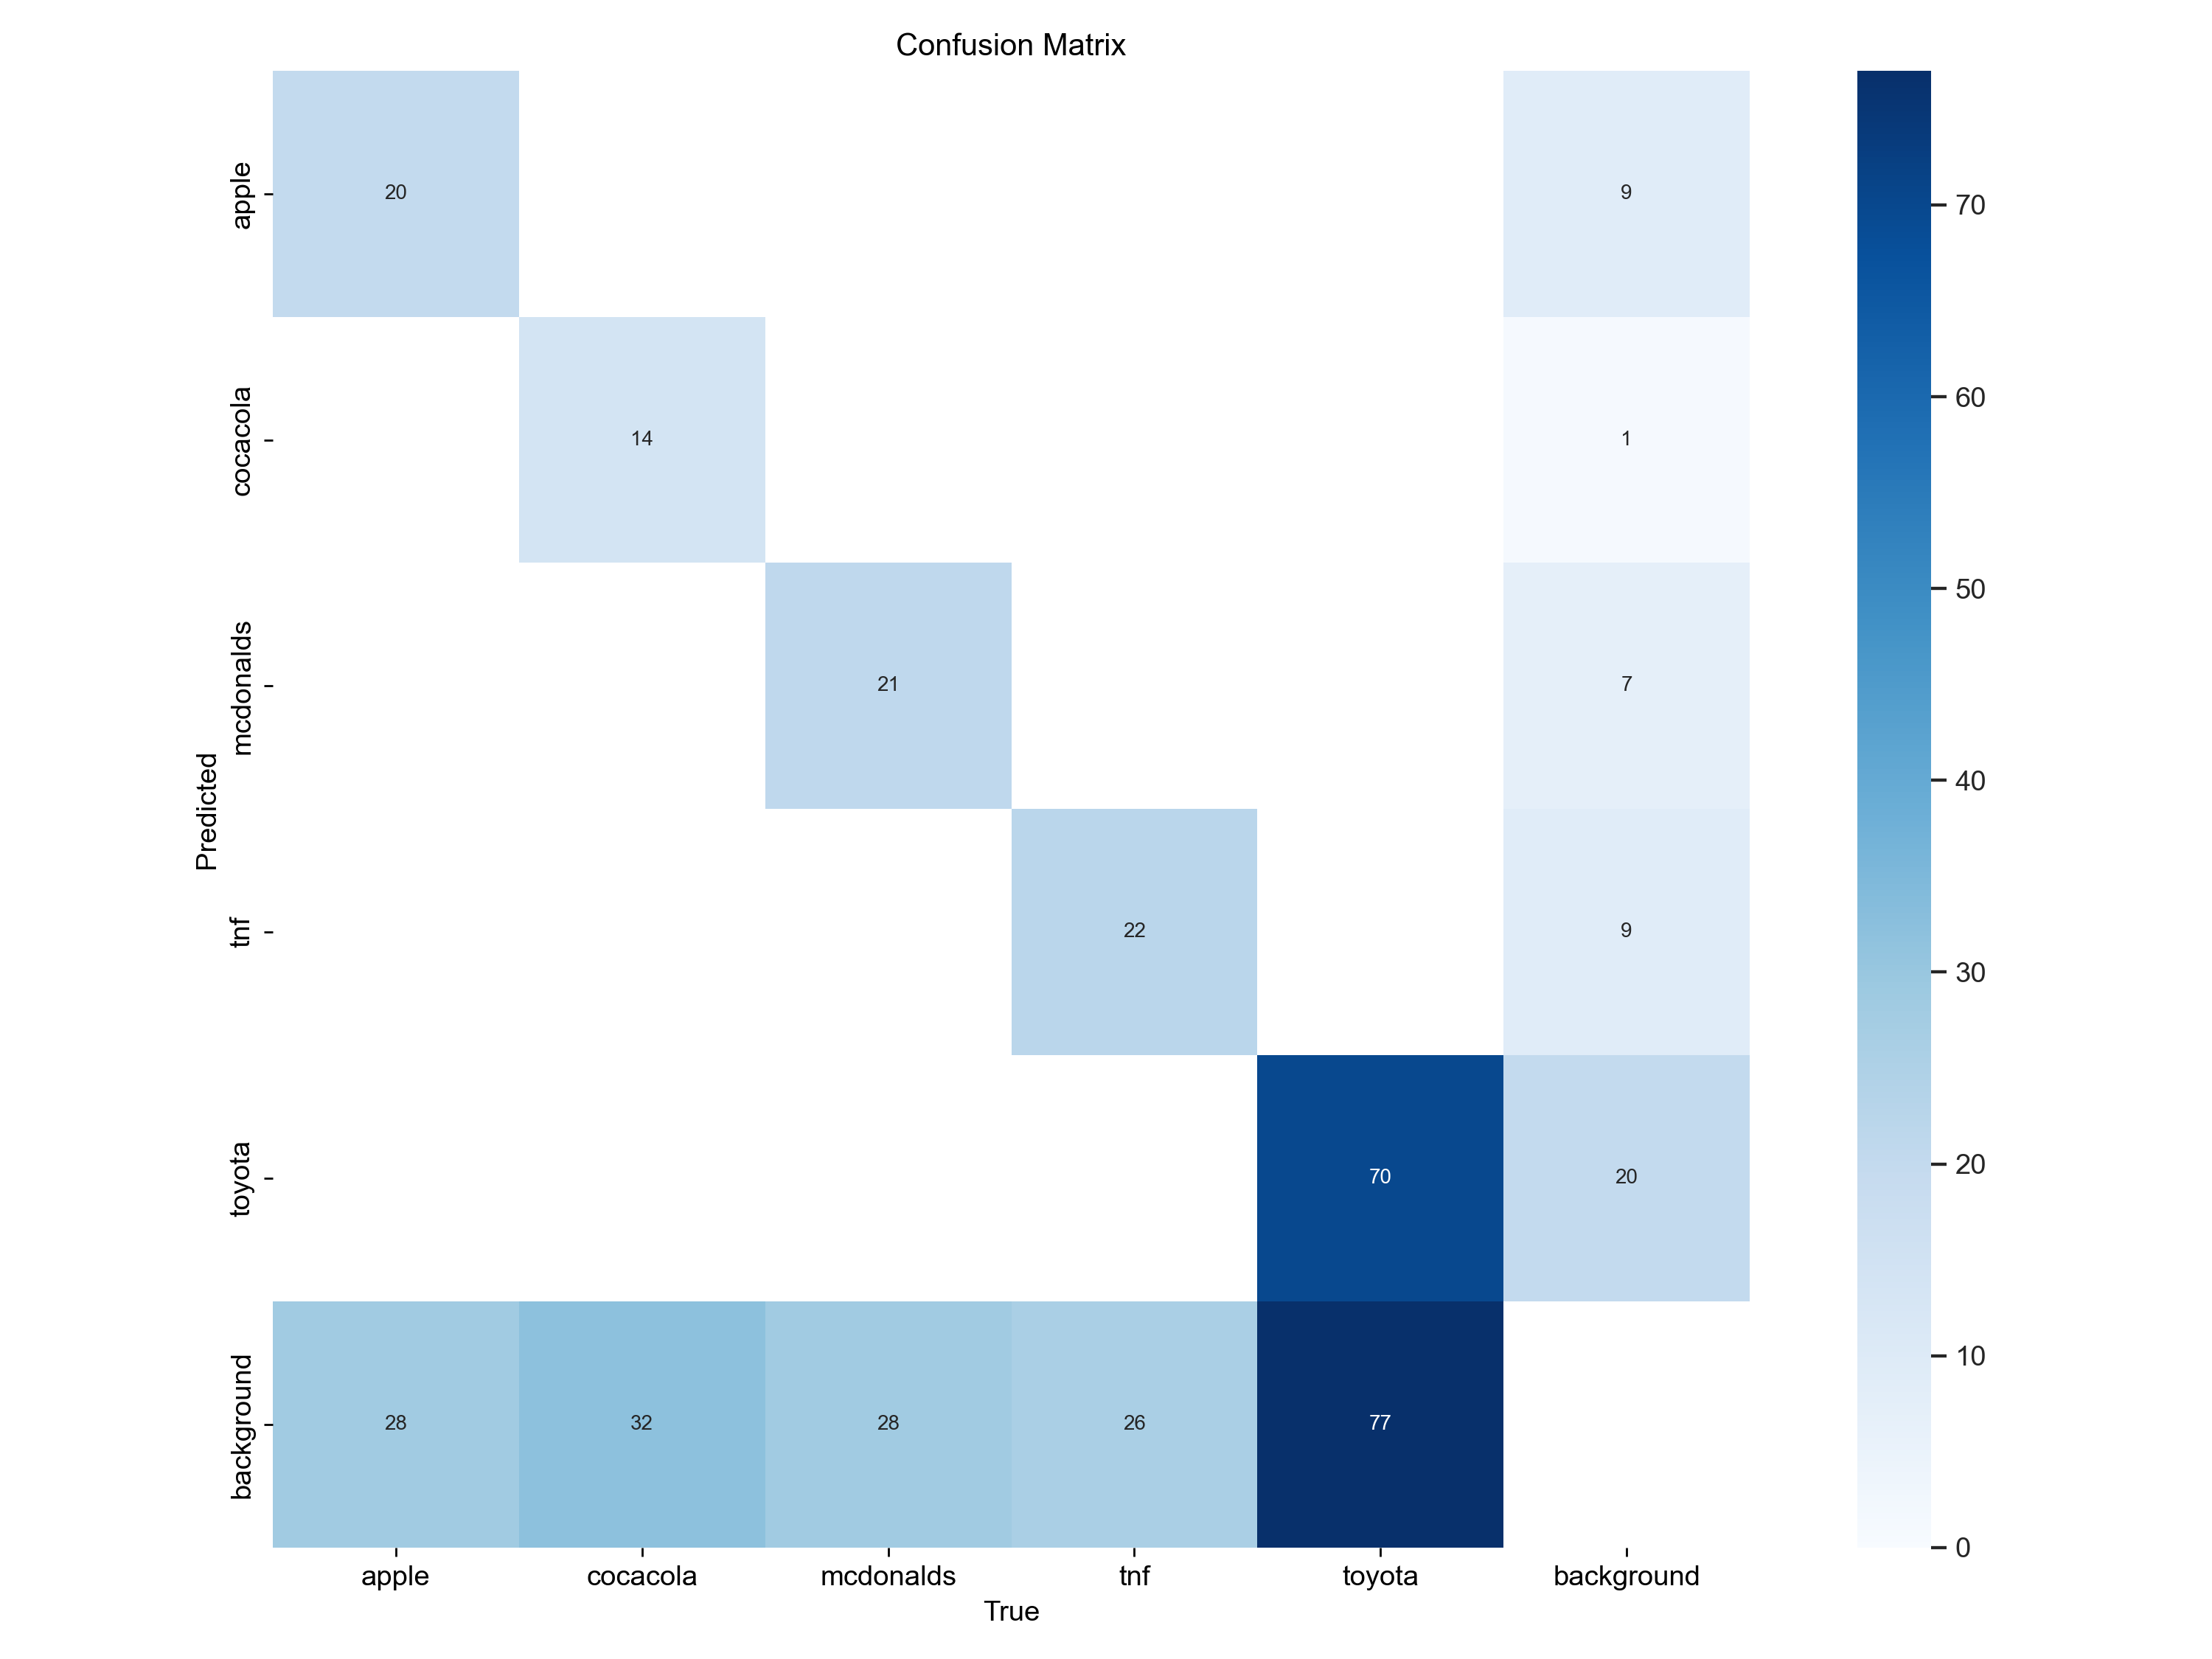 Confusion Matrix
apple
20
9
cocacola
14
1
mcdonalds
21
7
tnf
22
9
toyota
70
20
background
28
32
28
26
77
Predicted
apple
cocacola
mcdonalds
tnf
toyota
background
True
70
60
50
40
30
20
10
0